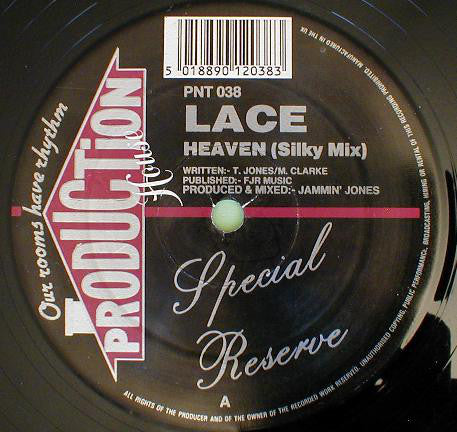 5 018890 120383
PNT 038
LACE
HEAVEN (Silky Mix)
WRITTEN:- T. JONES/M. CLARKE
PUBLISHED:- FJR MUSIC
PRODUCED & MIXED:- JAMMIN' JONES
Our rooms have rhythm
PRODUCTiON
House
Special
Reserve
A
ALL RIGHTS OF THE PRODUCER AND OF THE OWNER OF THE RECORDED WORK RESERVED. UNAUTHORISED COPYING, PUBLIC PERFORMANCE, BROADCASTING, HIRING OR RENTAL OF THIS RECORDING PROHIBITED. MANUFACTURED IN THE UK